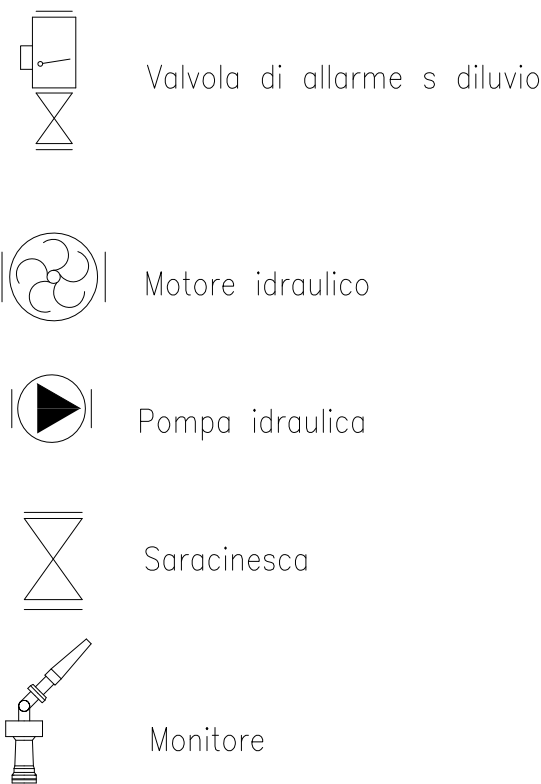 Valvola di allarme s diluvio
Motore idraulico
Pompa idraulica
Saracinesca
Monitore